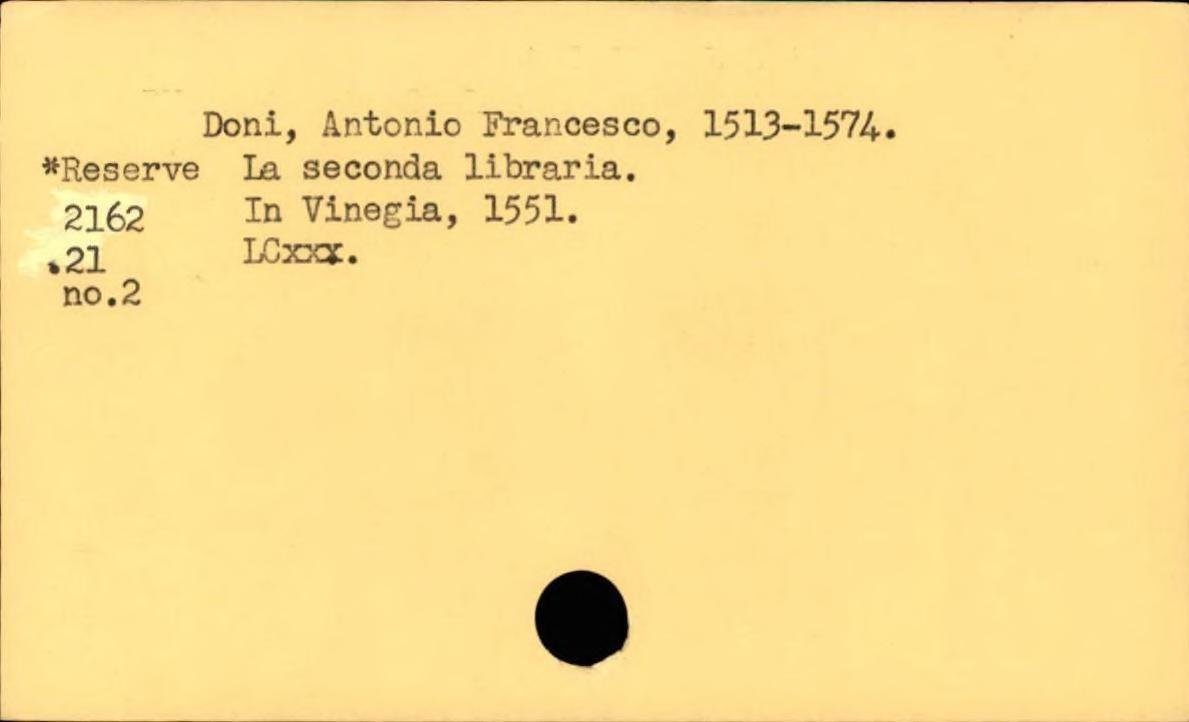 Doni, Antonio Francesco, 1513-1574.
*Reserve La seconda libraria.
2162 In Vinegia, 1551.
.21 LCxxx.
no.2